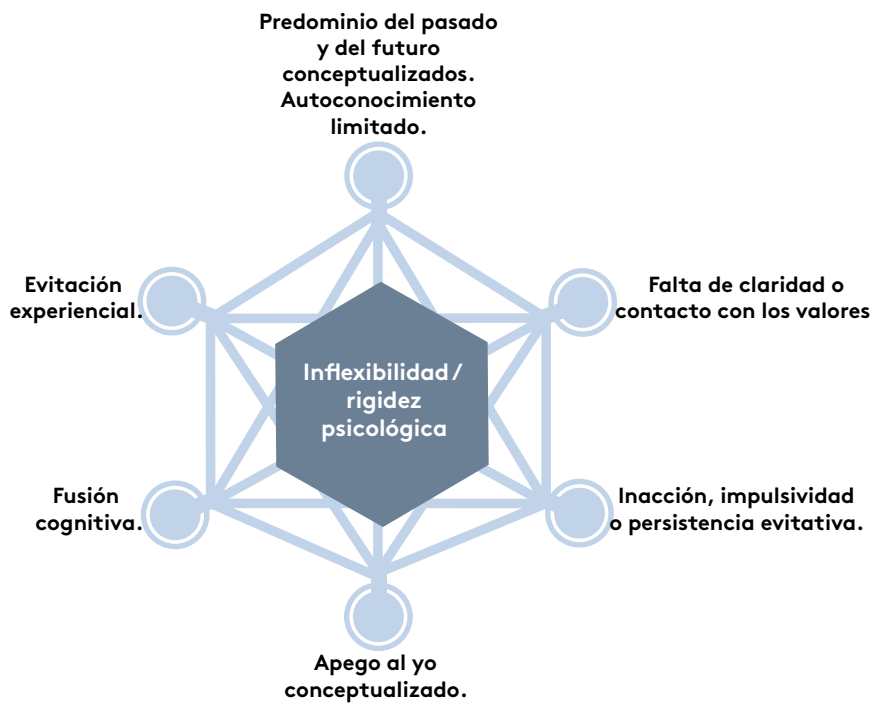 Predominio del pasado
y del futuro
conceptualizados.
Autoconocimiento
limitado.
Evitación
experiencial.
Falta de claridad o
contacto con los valores
Inflexibilidad /
rigidez
psicológica
Fusión
cognitiva.
Inacción, impulsividad
o persistencia evitativa.
Apego al yo
conceptualizado.